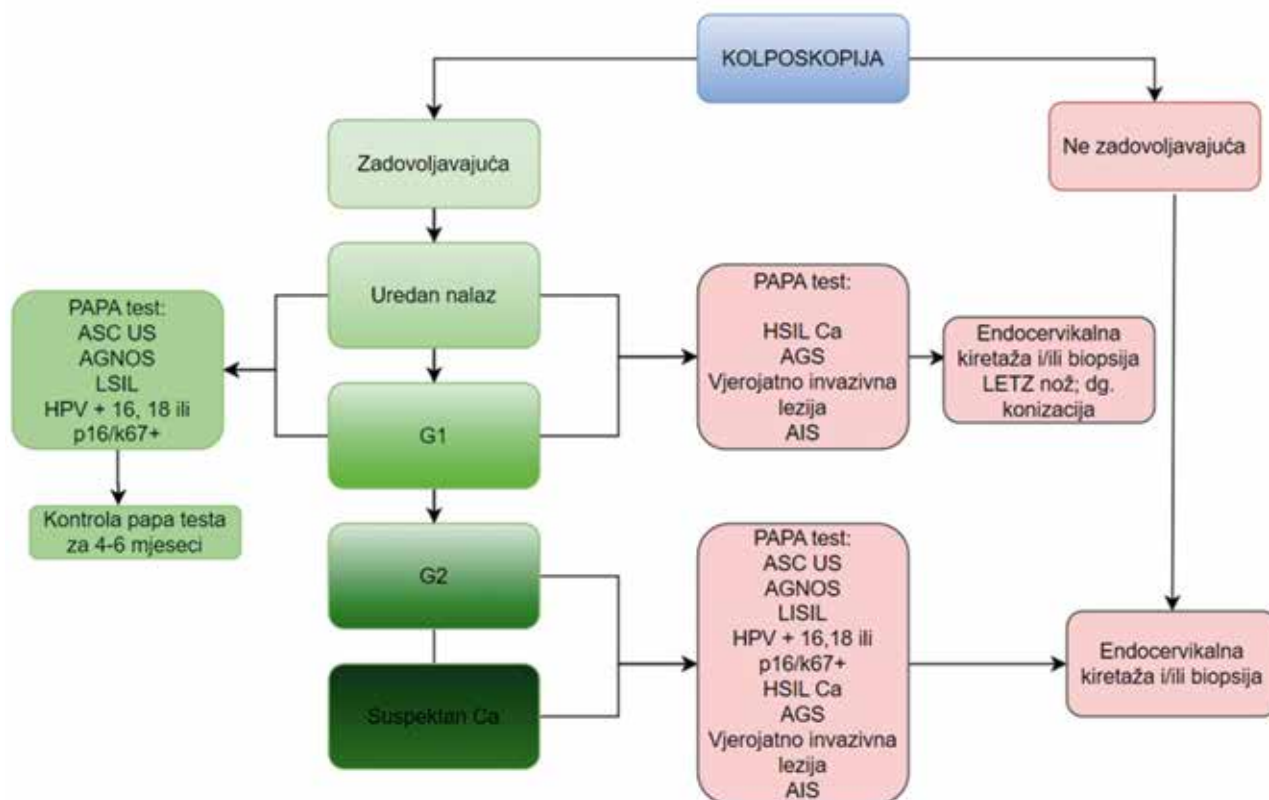 KOLPOSKOPIJA
Zadovoljavajuća
Ne zadovoljavajuća
Uredan nalaz
PAPA test:
ASC US
AGNOS
LSIL
HPV + 16, 18 ili
p16/k67+
PAPA test:
HSIL Ca
AGS
Vjerojatno invazivna
lezija
AIS
Endocervikalna
kiretaža i/ili biopsija
LETZ nož; dg.
konizacija
G1
Kontrola papa testa
za 4-6 mjeseci
G2
PAPA test:
ASC US
AGNOS
LISIL
HPV + 16,18 ili
p16/k67+
HSIL Ca
AGS
Vjerojatno invazivna
lezija
AIS
Endocervikalna
kiretaža i/ili biopsija
Suspektan Ca